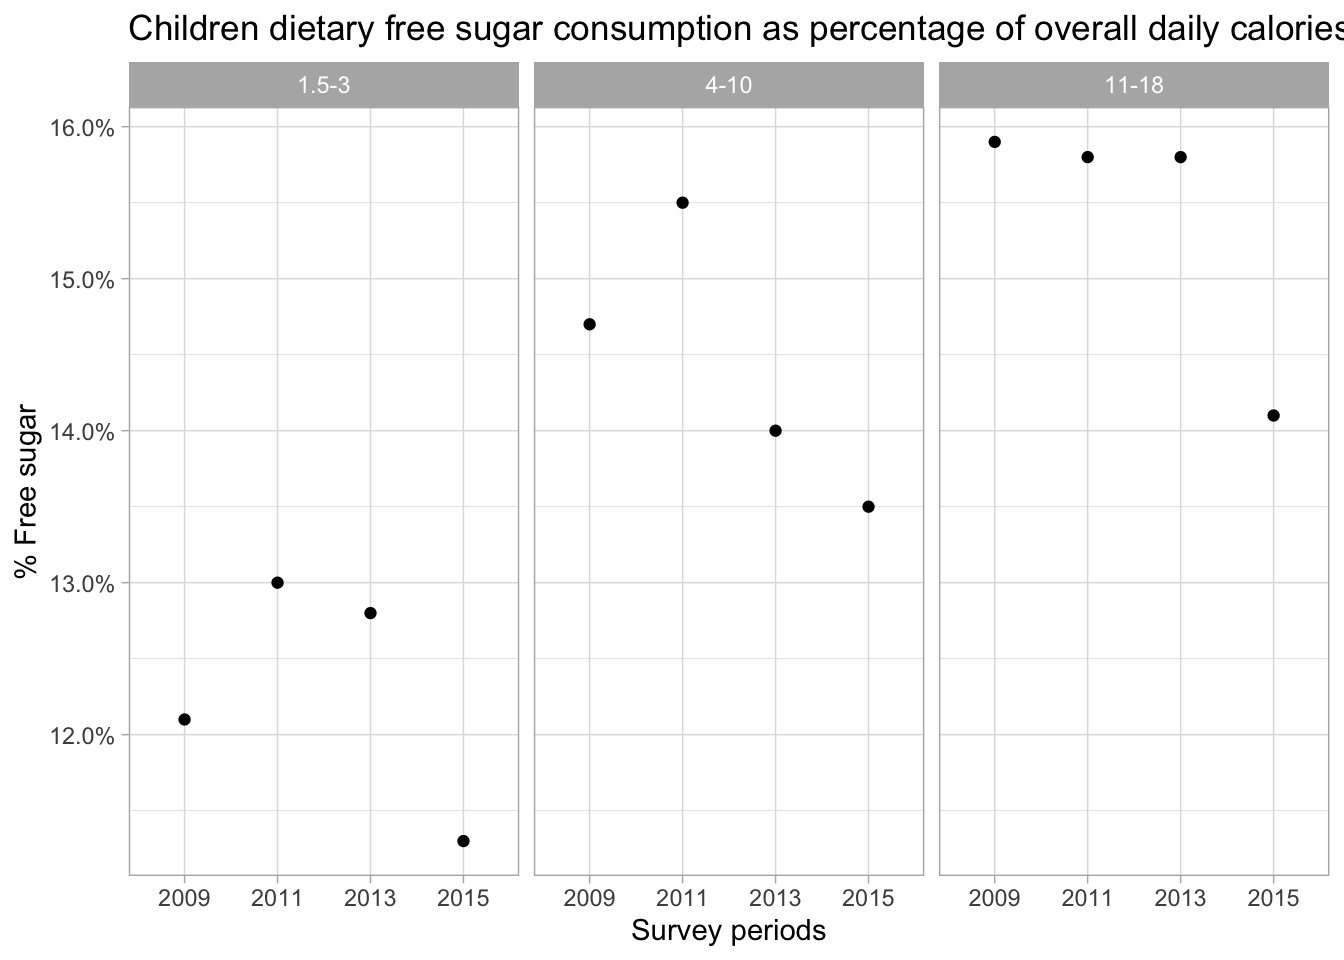 Children dietary free sugar consumption as percentage of overall daily calories
1.5-3 4-10 11-18
16.0%
15.0%
14.0%
13.0%
12.0%
% Free sugar
2009 2011 2013 2015 2009 2011 2013 2015 2009 2011 2013 2015
Survey periods